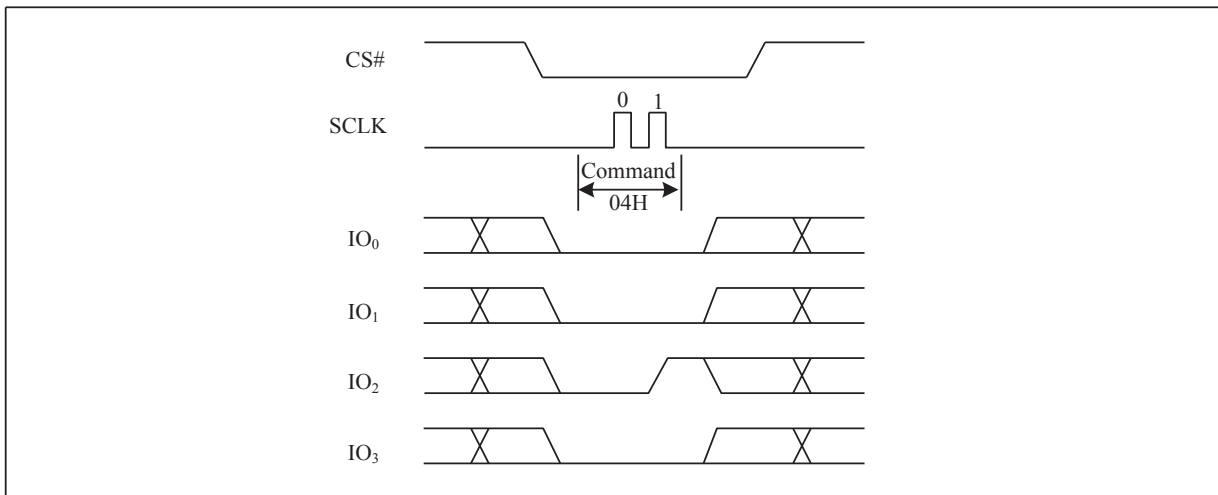 CS#
0 1
SCLK
Command
04H
IO₀
IO₁
IO₂
IO₃